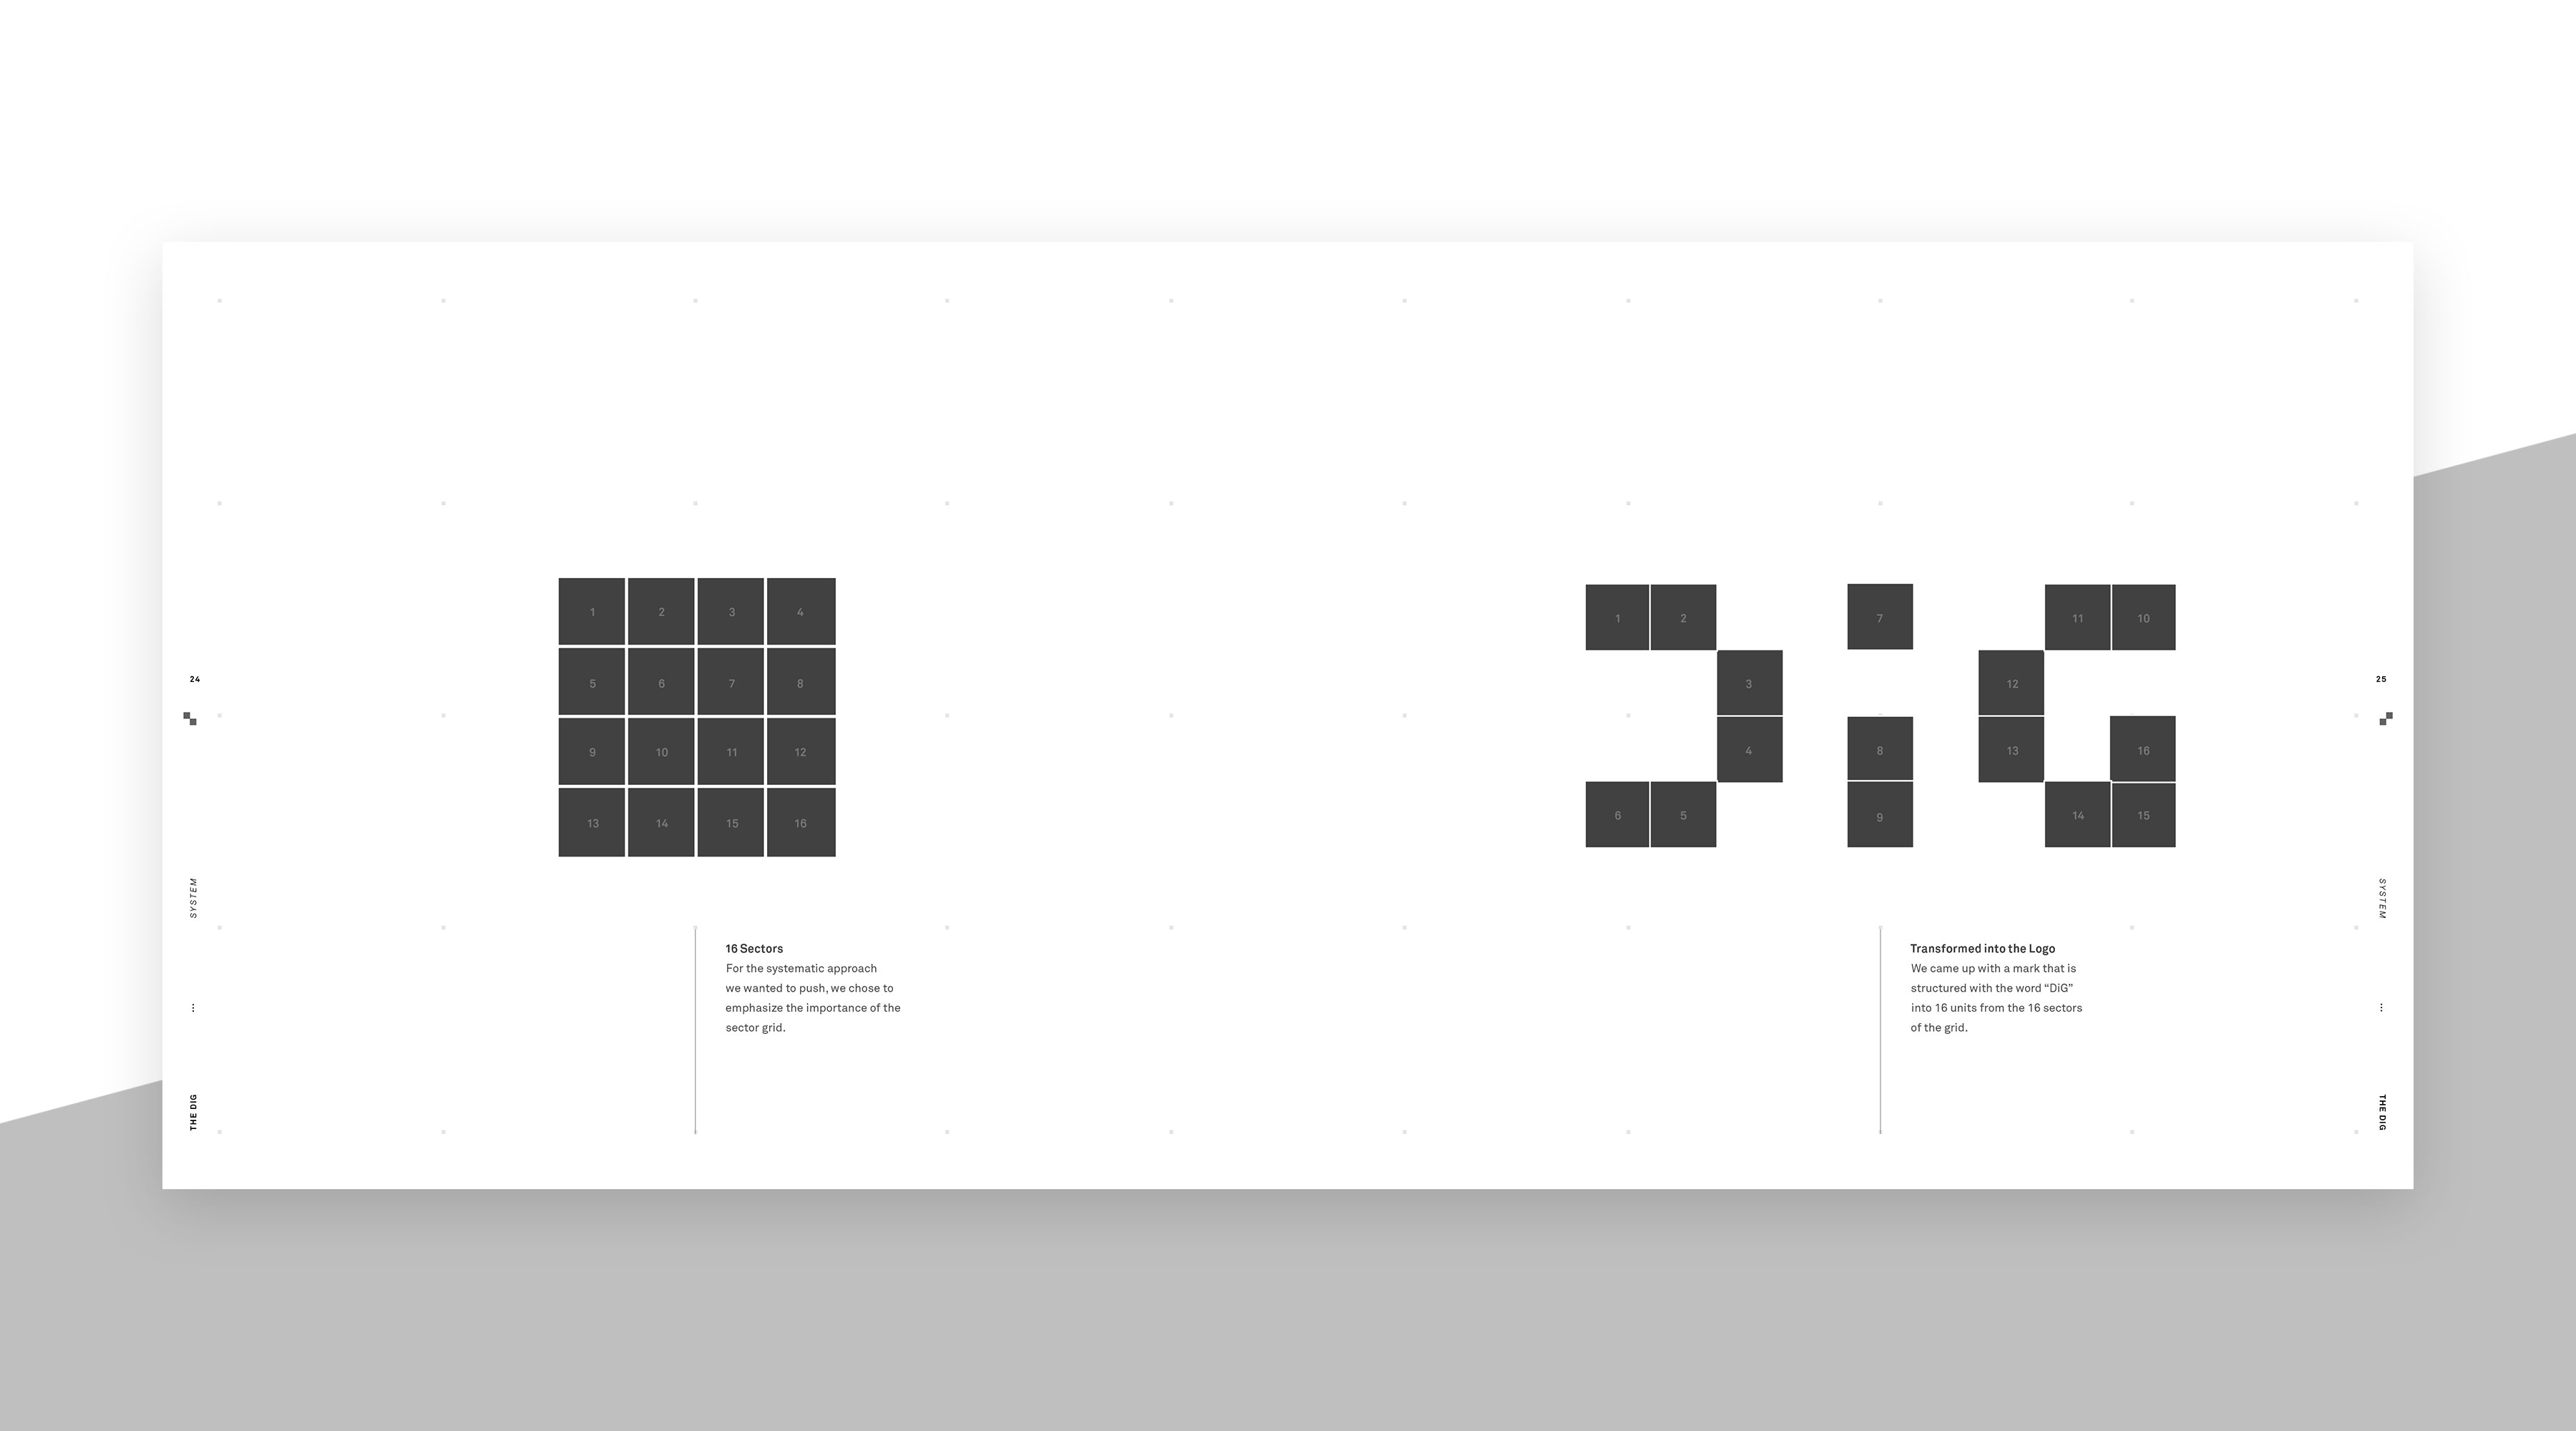 24
SYSTEM
...
THE DIG
1 2 3 4
5 6 7 8
9 10 11 12
13 14 15 16
16 Sectors
For the systematic approach
we wanted to push, we chose to
emphasize the importance of the
sector grid.
1 2 7 11 10
3 12
4 8 13 16
6 5 9 14 15
Transformed into the Logo
We came up with a mark that is
structured with the word “DiG”
into 16 units from the 16 sectors
of the grid.
25
SYSTEM
...
THE DIG